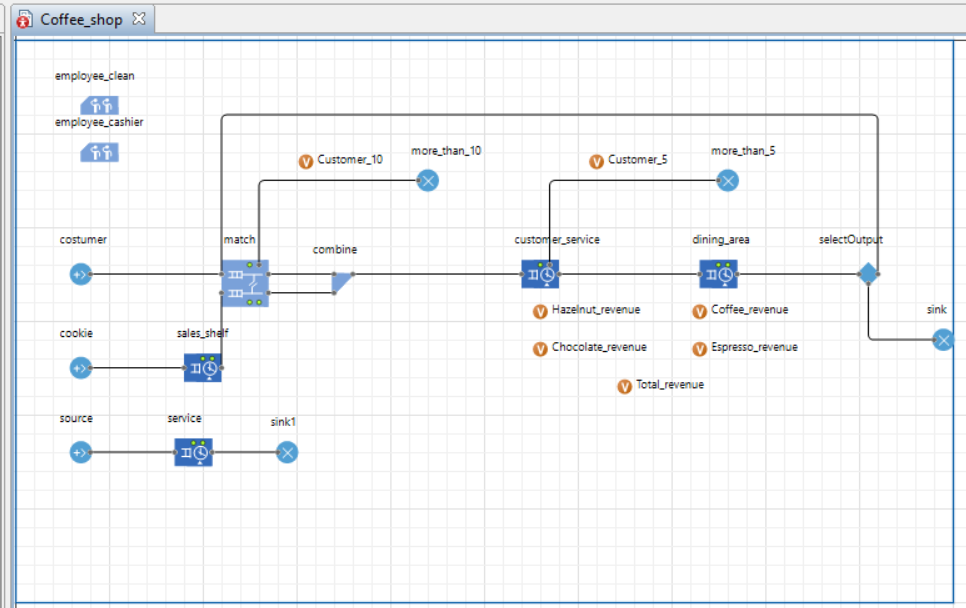 Coffee_shop
employee_clean
employee_cashier
V Customer_10
more_than_10
V Customer_5
more_than_5
costumer
match
combine
customer_service
dining_area
selectOutput
V Hazelnut_revenue
V Coffee_revenue
sink
cookie
sales_shelf
V Chocolate_revenue
V Espresso_revenue
V Total_revenue
source
service
sink1